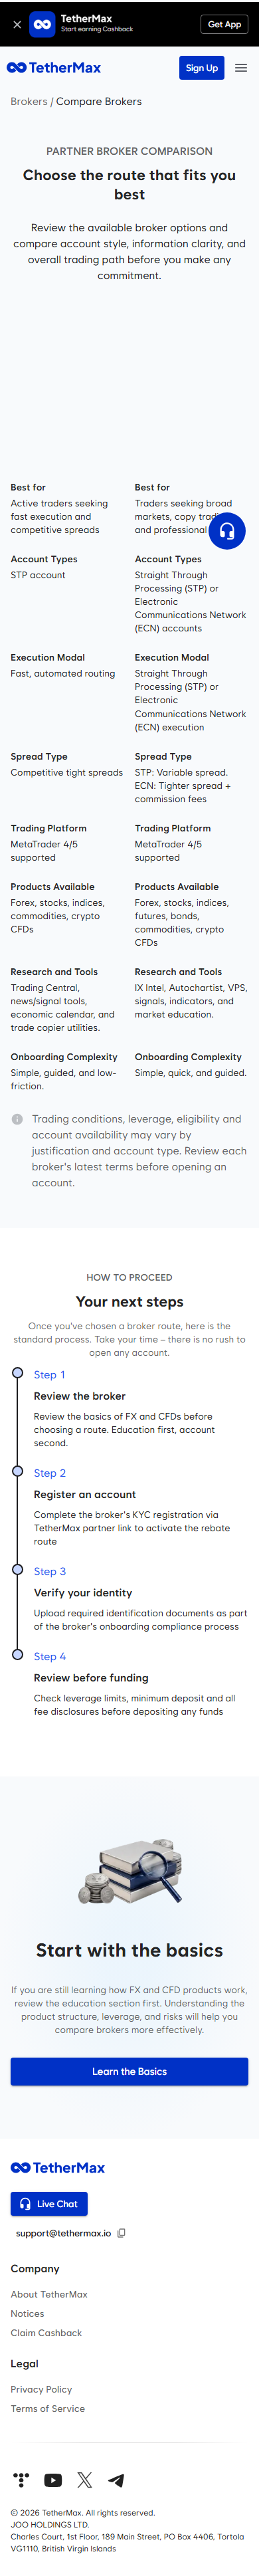 TetherMax
Start earning Cashback
Get App
TetherMax
Sign Up
Brokers / Compare Brokers
PARTNER BROKER COMPARISON
Choose the route that fits you
best
Review the available broker options and
compare account style, information clarity, and
overall trading path before you make any
commitment.
Best for
Active traders seeking
fast execution and
competitive spreads
Best for
Traders seeking broad
markets, copy
and professional
Account Types
STP account
Account Types
Straight Through
Processing (STP) or
Electronic
Communications Network
(ECN) accounts
Execution Modal
Fast, automated routing
Execution Modal
Straight Through
Processing (STP) or
Electronic
Communications Network
(ECN) execution
Spread Type
Competitive tight spreads
Spread Type
STP: Variable spread.
ECN: Tighter spread +
commission fees
Trading Platform
MetaTrader 4/5
supported
Trading Platform
MetaTrader 4/5
supported
Products Available
Forex, stocks, indices,
commodities, crypto
CFDs
Products Available
Forex, stocks, indices,
futures, bonds,
commodities, crypto
CFDs
Research and Tools
Trading Central,
news/signal tools,
economic calendar, and
trade copier utilities.
Research and Tools
IX Intel, Autochartist, VPS,
signals, indicators, and
market education.
Onboarding Complexity
Simple, guided, and low-
friction.
Onboarding Complexity
Simple, quick, and guided.
Trading conditions, leverage, eligibility and
account availability may vary by
justification and account type. Review each
broker's latest terms before opening an
account.
HOW TO PROCEED
Your next steps
Once you've chosen a broker route, here is the
standard process. Take your time – there is no rush to
open any account.
Step 1
Review the broker
Review the basics of FX and CFDs before
choosing a route. Education first, account
second.
Step 2
Register an account
Complete the broker's KYC registration via
TetherMax partner link to activate the rebate
route
Step 3
Verify your identity
Upload required identification documents as part
of the broker's onboarding compliance process
Step 4
Review before funding
Check leverage limits, minimum deposit and all
fee disclosures before depositing any funds
Start with the basics
If you are still learning how FX and CFD products work,
review the education section first. Understanding the
product structure, leverage, and risks will help you
compare brokers more effectively.
Learn the Basics
TetherMax
Live Chat
support@tethermax.io
Company
About TetherMax
Notices
Claim Cashback
Legal
Privacy Policy
Terms of Service
© 2026 TetherMax. All rights reserved.
JOO HOLDINGS LTD.
Charles Court, 1st Floor, 189 Main Street, PO Box 4406, Tortola
VG1110, British Virgin Islands